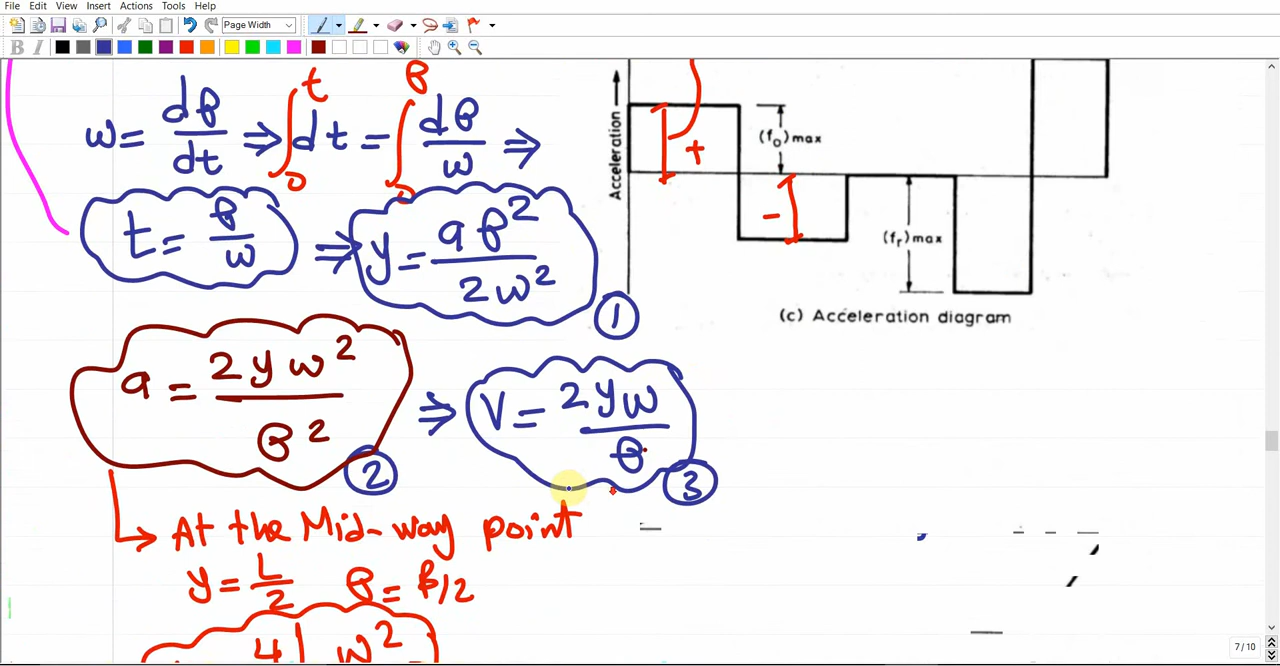 File Edit View Insert Actions Tools Help
Page Width
B I
ω = dθ/dt ⇒ ∫₀ᵗ dt = ∫₀^θ dθ/ω ⇒
t = θ/ω ⇒ y = aθ²/2ω² 1
a = 2yω²/θ² 2 ⇒ V = 2yω/θ 3
→ At the Mid-way point
y = L/2 θ = β/2
4L ω²
Acceleration
(fo)max
+
-
(fr)max
(c) Acceleration diagram
7 / 10